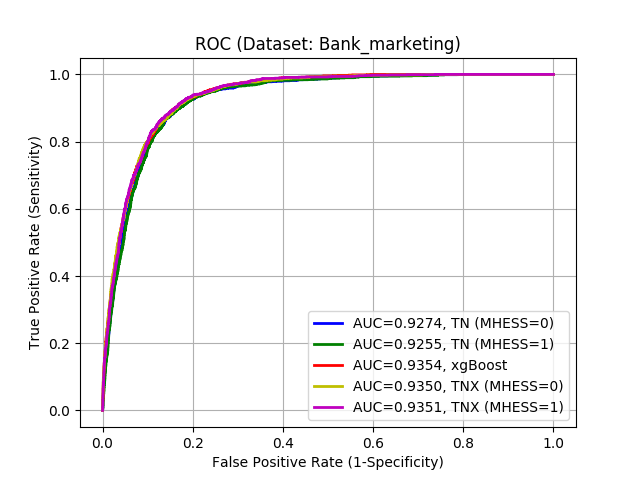 ROC (Dataset: Bank_marketing)
1.0
0.8
0.6
0.4
0.2
0.0
True Positive Rate (Sensitivity)
AUC=0.9274, TN (MHESS=0)
AUC=0.9255, TN (MHESS=1)
AUC=0.9354, xgBoost
AUC=0.9350, TNX (MHESS=0)
AUC=0.9351, TNX (MHESS=1)
0.0 0.2 0.4 0.6 0.8 1.0
False Positive Rate (1-Specificity)